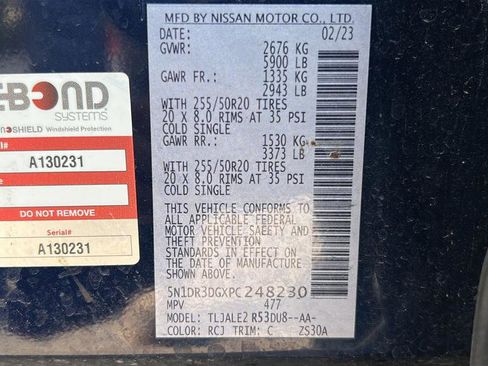 MFD BY NISSAN MOTOR CO., LTD.
DATE: 02/23
GVWR: 2676 KG
5900 LB
GAWR FR.: 1335 KG
2943 LB
WITH 255/50R20 TIRES
20 X 8.0 RIMS AT 35 PSI
COLD SINGLE
GAWR RR.: 1530 KG
3373 LB
WITH 255/50R20 TIRES
20 X 8.0 RIMS AT 35 PSI
COLD SINGLE
THIS VEHICLE CONFORMS TO
ALL APPLICABLE FEDERAL
MOTOR VEHICLE SAFETY AND
THEFT PREVENTION
STANDARDS IN EFFECT ON
THE DATE OF MANUFACTURE
5N1DR3DGXPC248230
MPV 477
MODEL: TLJALE2 R53DU8--AA-
COLOR: RCJ TRIM: C ZS30A
EBOND
SYSTEMS
SHIELD Windshield Protection
A130231
DO NOT REMOVE
Serial#
A130231